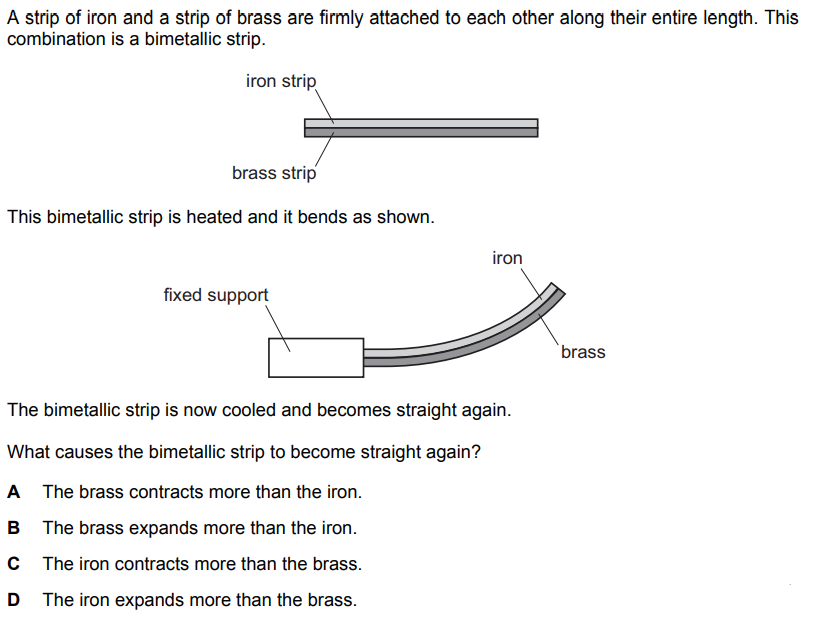 A strip of iron and a strip of brass are firmly attached to each other along their entire length. This
combination is a bimetallic strip.
iron strip
brass strip
This bimetallic strip is heated and it bends as shown.
iron
fixed support
brass
The bimetallic strip is now cooled and becomes straight again.
What causes the bimetallic strip to become straight again?
A The brass contracts more than the iron.
B The brass expands more than the iron.
C The iron contracts more than the brass.
D The iron expands more than the brass.